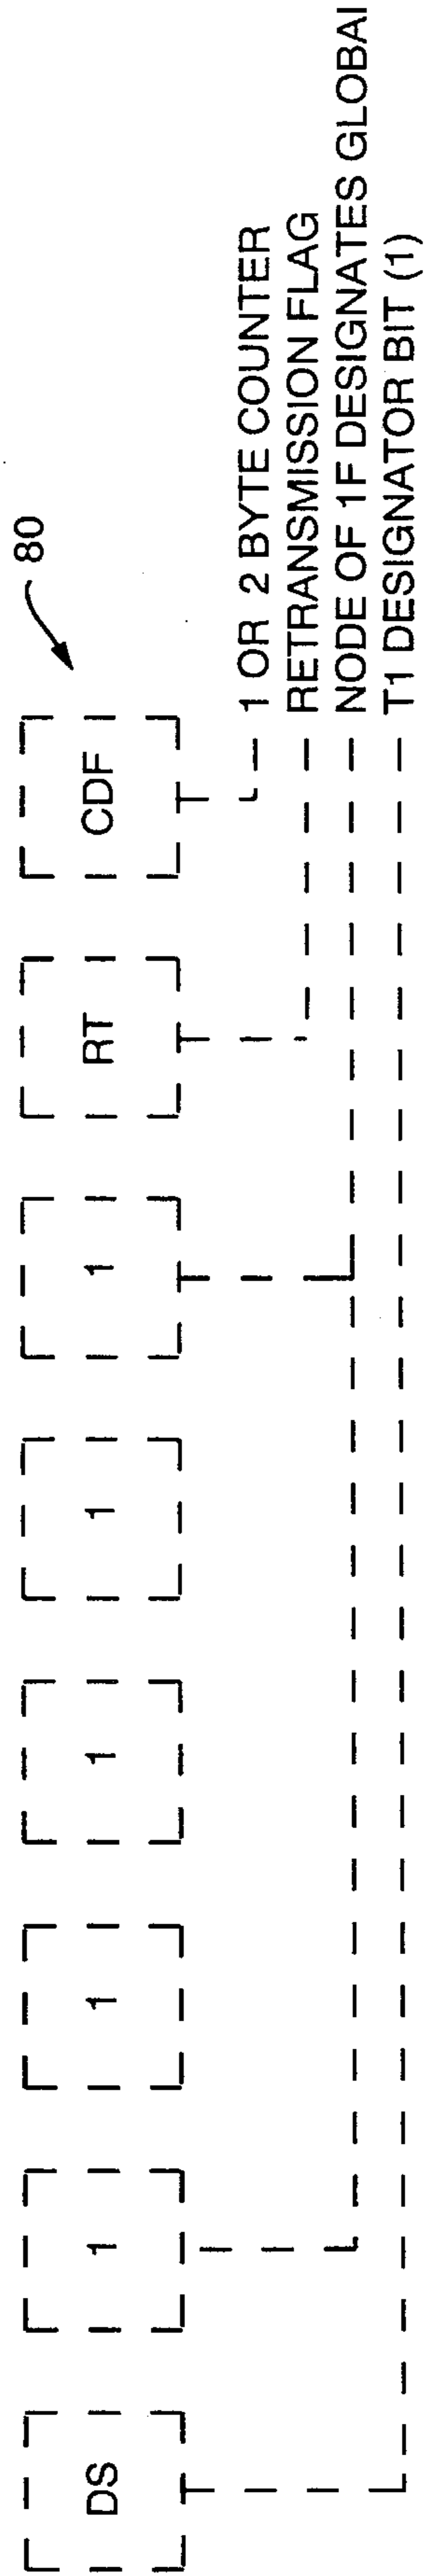 80
DS 1 1 1 1 1 RT CDF
1 OR 2 BYTE COUNTER
RETRANSMISSION FLAG
NODE OF 1F DESIGNATES GLOBAL
T1 DESIGNATOR BIT (1)